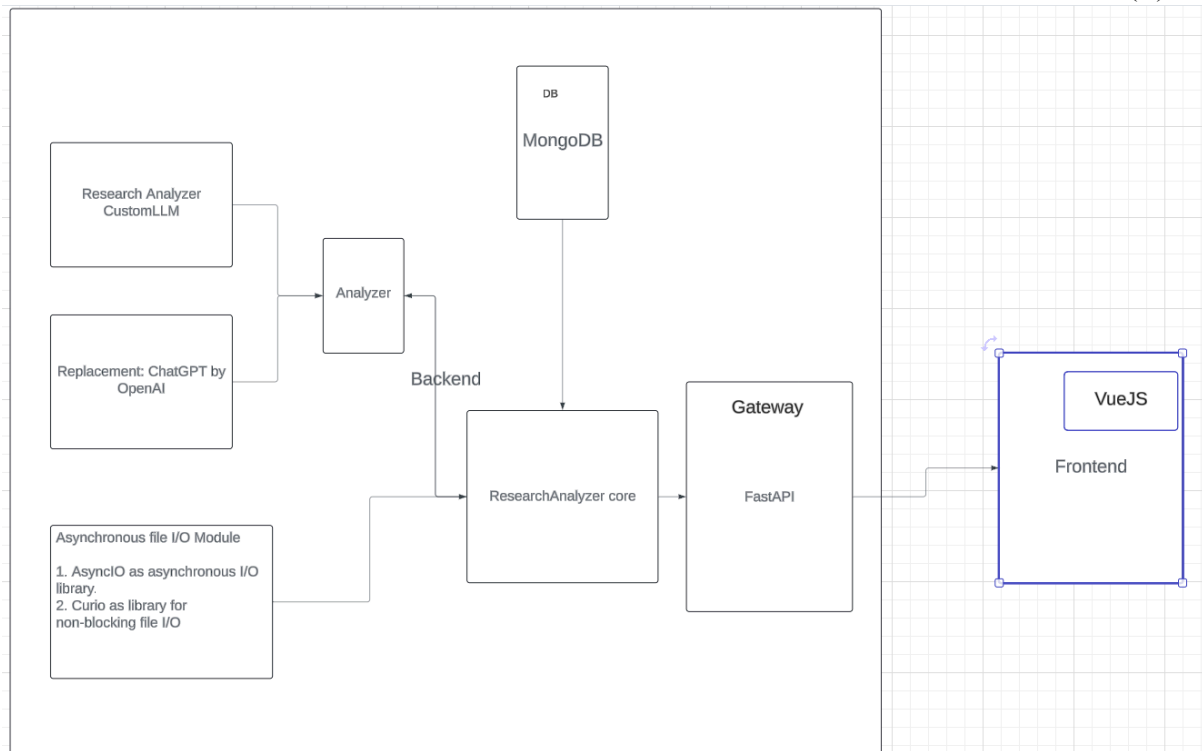 DB
MongoDB
Research Analyzer
CustomLLM
Analyzer
Replacement: ChatGPT by
OpenAI
Backend
Gateway
FastAPI
ResearchAnalyzer core
VueJS
Frontend
Asynchronous file I/O Module
1. AsyncIO as asynchronous I/O
library.
2. Curio as library for
non-blocking file I/O